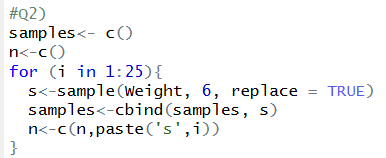 #Q2)
samples<- c()
n<-c()
for (i in 1:25){
  s<-sample(Weight, 6, replace = TRUE)
  samples<-cbind(samples, s)
  n<-c(n,paste('s',i))
}